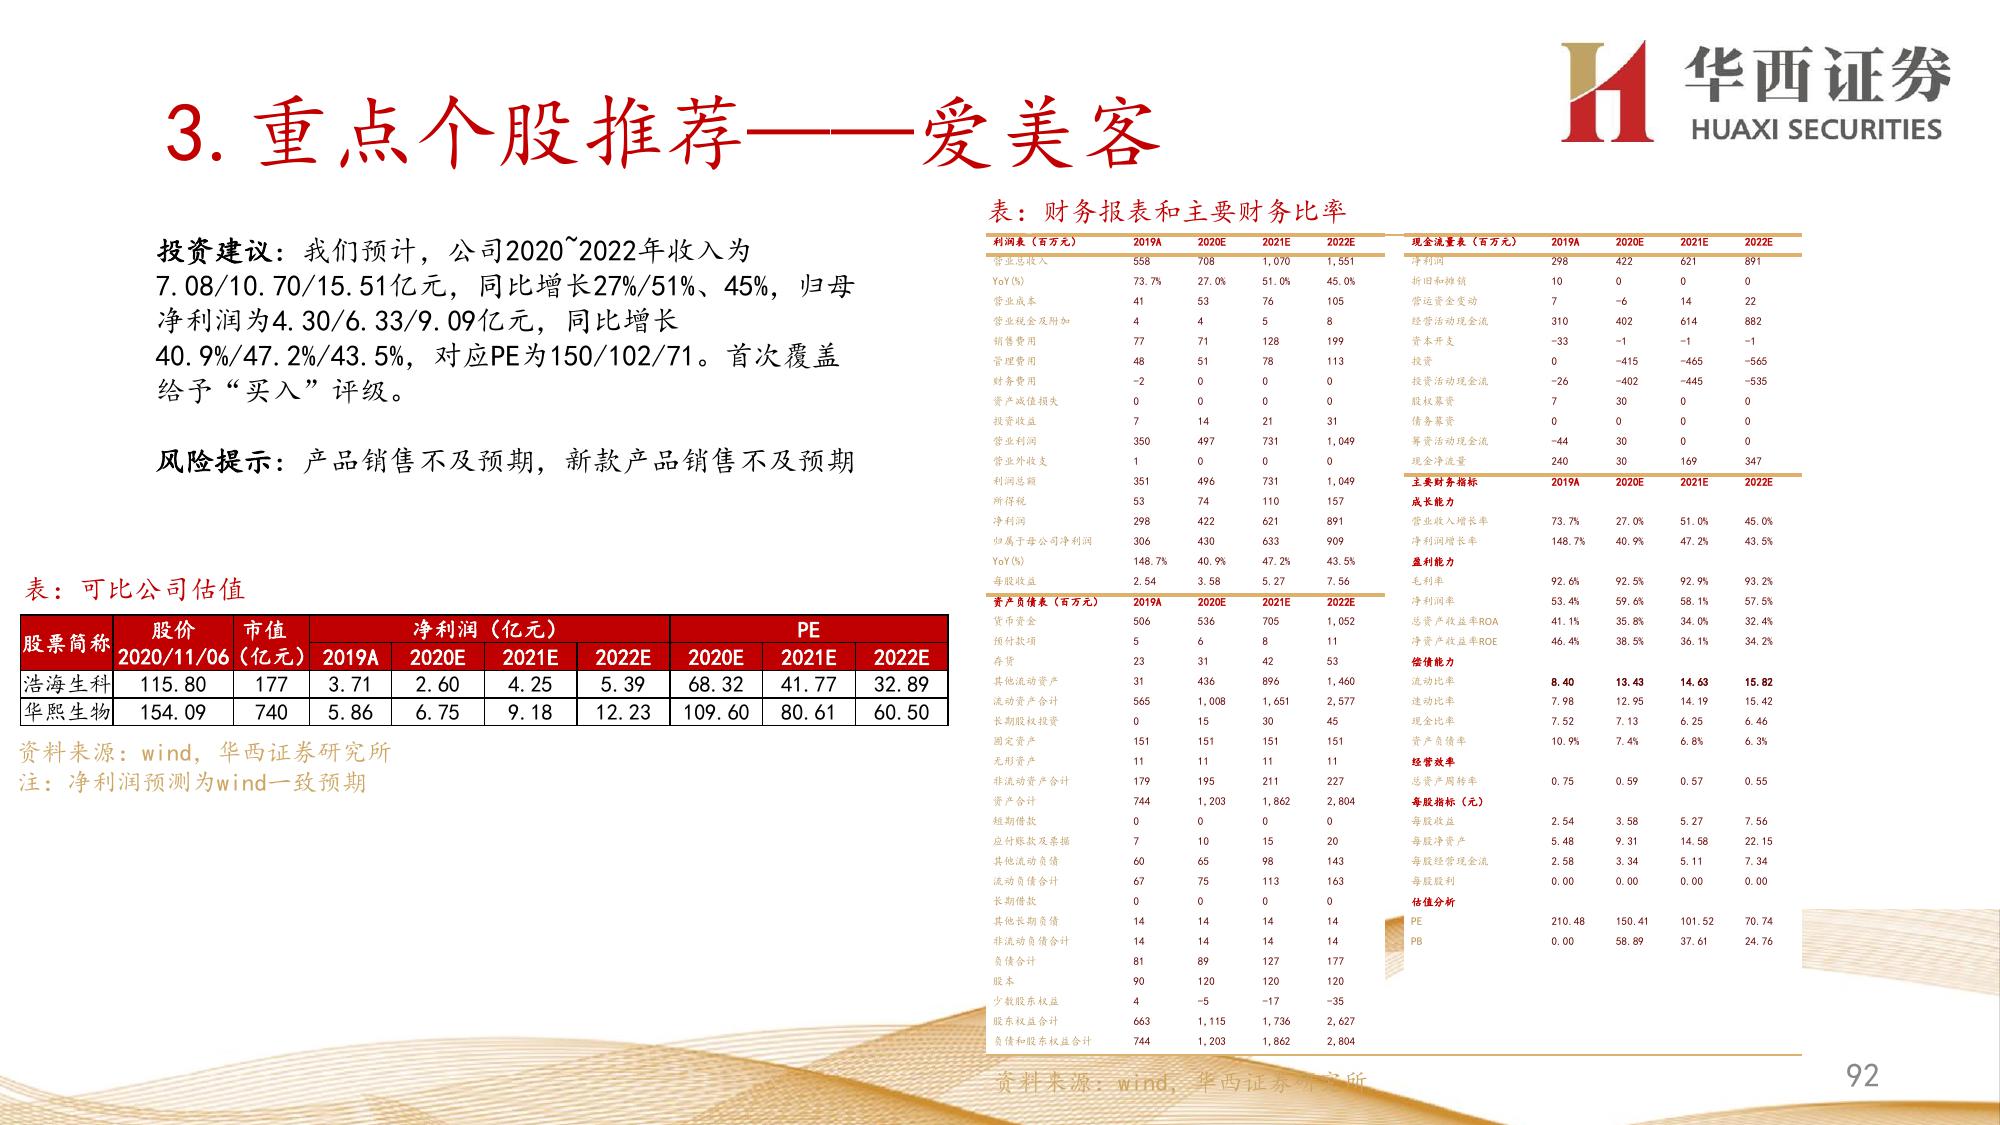 华西证券
HUAXI SECURITIES
3.重点个股推荐——爱美客
投资建议：我们预计，公司2020~2022年收入为
7.08/10.70/15.51亿元，同比增长27%/51%、45%，归母
净利润为4.30/6.33/9.09亿元，同比增长
40.9%/47.2%/43.5%，对应PE为150/102/71。首次覆盖
给予“买入”评级。
风险提示：产品销售不及预期，新款产品销售不及预期
表：可比公司估值
股票简称 股价 市值 净利润（亿元） PE
2020/11/06 （亿元） 2019A 2020E 2021E 2022E 2020E 2021E 2022E
浩海生科 115.80 177 3.71 2.60 4.25 5.39 68.32 41.77 32.89
华熙生物 154.09 740 5.86 6.75 9.18 12.23 109.60 80.61 60.50
资料来源：wind，华西证券研究所
注：净利润预测为wind一致预期
表：财务报表和主要财务比率
利润表（百万元） 2019A 2020E 2021E 2022E
营业总收入 558 708 1,070 1,551
YoY(%) 73.7% 27.0% 51.0% 45.0%
营业成本 41 53 76 105
营业税金及附加 4 4 5 8
销售费用 77 71 128 199
管理费用 48 51 78 113
财务费用 -2 0 0 0
资产减值损失 0 0 0 0
投资收益 7 14 21 31
营业利润 350 497 731 1,049
营业外收支 1 0 0 0
利润总额 351 496 731 1,049
所得税 53 74 110 157
净利润 298 422 621 891
归属于母公司净利润 306 430 633 909
YoY(%) 148.7% 40.9% 47.2% 43.5%
每股收益 2.54 3.58 5.27 7.56
资产负债表（百万元） 2019A 2020E 2021E 2022E
货币资金 506 536 705 1,052
预付款项 5 6 8 11
存货 23 31 42 53
其他流动资产 31 436 896 1,460
流动资产合计 565 1,008 1,651 2,577
长期股权投资 0 15 30 45
固定资产 151 151 151 151
无形资产 11 11 11 11
非流动资产合计 179 195 211 227
资产合计 744 1,203 1,862 2,804
短期借款 0 0 0 0
应付账款及票据 7 10 15 20
其他流动负债 60 65 98 143
流动负债合计 67 75 113 163
长期借款 0 0 0 0
其他长期负债 14 14 14 14
非流动负债合计 14 14 14 14
负债合计 81 89 127 177
股本 90 120 120 120
少数股东权益 4 -5 -17 -35
股东权益合计 663 1,115 1,736 2,627
负债和股东权益合计 744 1,203 1,862 2,804
现金流量表（百万元） 2019A 2020E 2021E 2022E
净利润 298 422 621 891
折旧和摊销 10 0 0 0
营运资金变动 7 -6 14 22
经营活动现金流 310 402 614 882
资本开支 -33 -1 -1 -1
投资 0 -415 -465 -565
投资活动现金流 -26 -402 -445 -535
股权募资 7 30 0 0
债务募资 0 0 0 0
筹资活动现金流 -44 30 0 0
现金净流量 240 30 169 347
主要财务指标 2019A 2020E 2021E 2022E
成长能力
营业收入增长率 73.7% 27.0% 51.0% 45.0%
净利润增长率 148.7% 40.9% 47.2% 43.5%
盈利能力
毛利率 92.6% 92.5% 92.9% 93.2%
净利润率 53.4% 59.6% 58.1% 57.5%
总资产收益率ROA 41.1% 35.8% 34.0% 32.4%
净资产收益率ROE 46.4% 38.5% 36.1% 34.2%
偿债能力
流动比率 8.40 13.43 14.63 15.82
速动比率 7.98 12.95 14.19 15.42
现金比率 7.52 7.13 6.25 6.46
资产负债率 10.9% 7.4% 6.8% 6.3%
经营效率
总资产周转率 0.75 0.59 0.57 0.55
每股指标（元）
每股收益 2.54 3.58 5.27 7.56
每股净资产 5.48 9.31 14.58 22.15
每股经营现金流 2.58 3.34 5.11 7.34
每股股利 0.00 0.00 0.00 0.00
估值分析
PE 210.48 150.41 101.52 70.74
PB 0.00 58.89 37.61 24.76
资料来源：wind，华西证券研究所
92